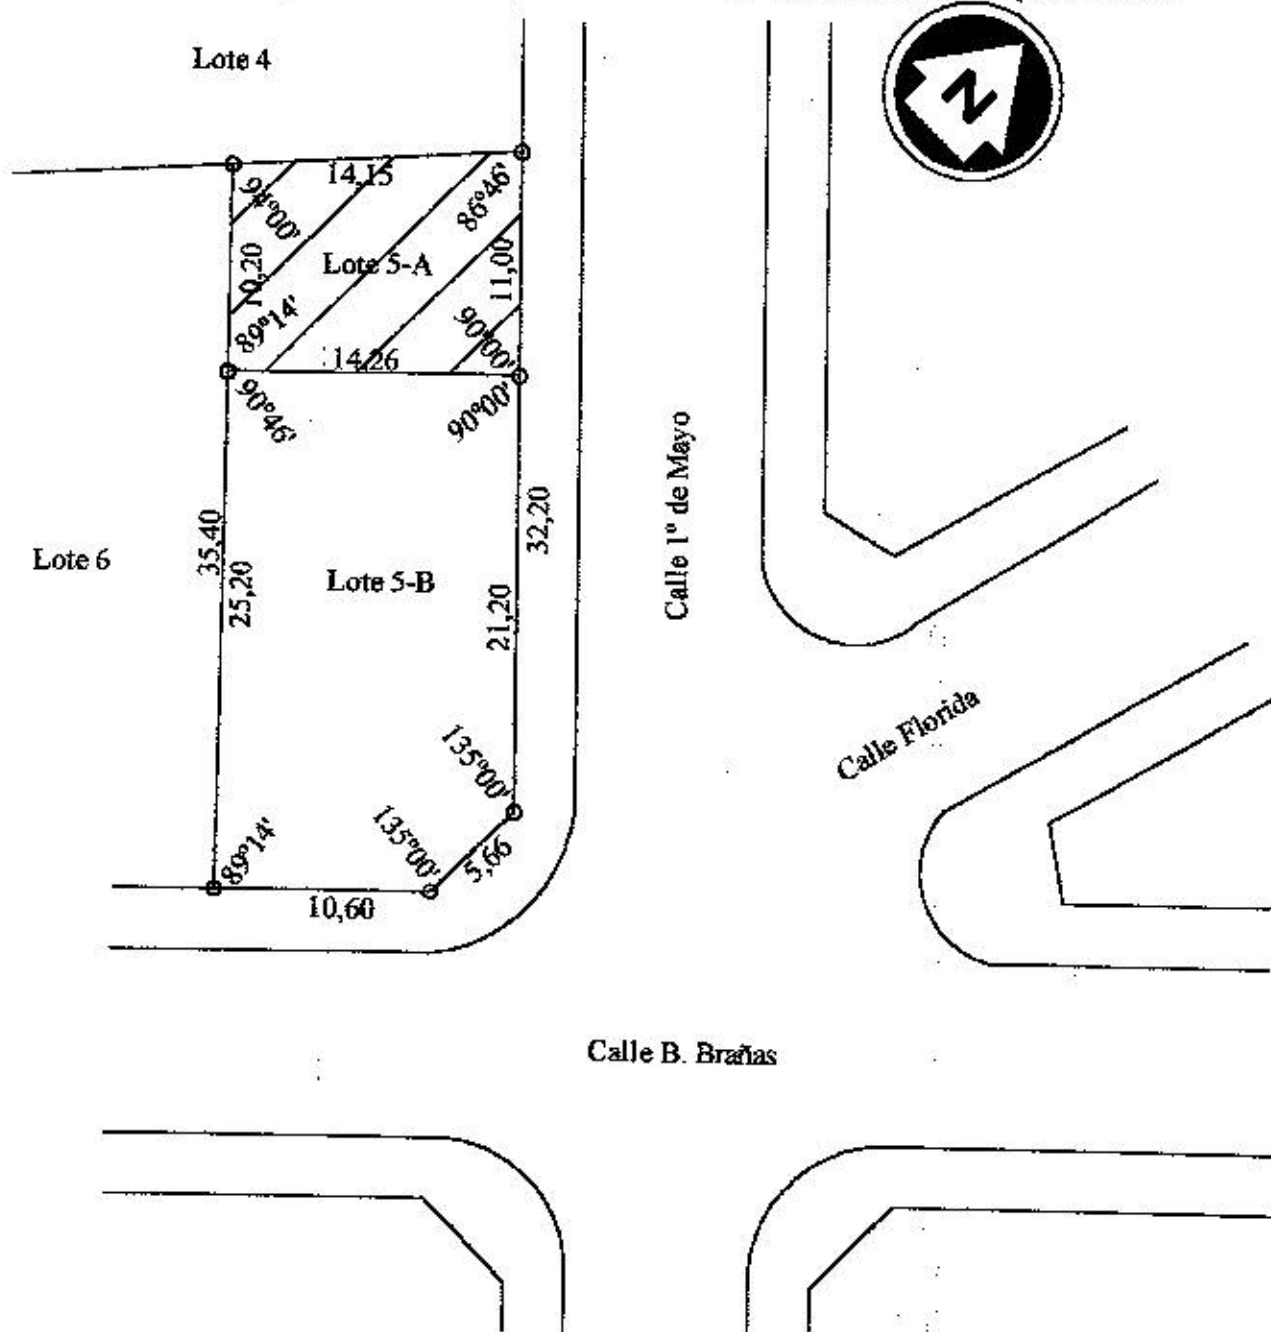 Lote 4
N
14,15
94°00'
86°46'
10,20
Lote 5-A
11,00
89°14'
90°00'
14,26
90°46'
90°00'
Calle 1º de Mayo
35,40
32,20
Lote 6
25,20
Lote 5-B
21,20
Calle Florida
135°00'
135°00'
89°14'
5,66
10,60
Calle B. Brañas